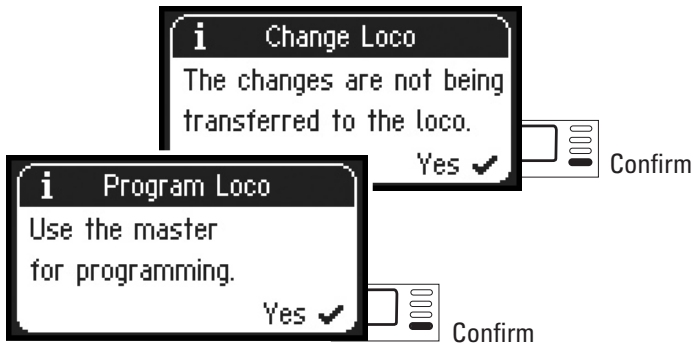 i Change Loco
The changes are not being
transferred to the loco.
Yes ✔
Confirm
i Program Loco
Use the master
for programming.
Yes ✔
Confirm